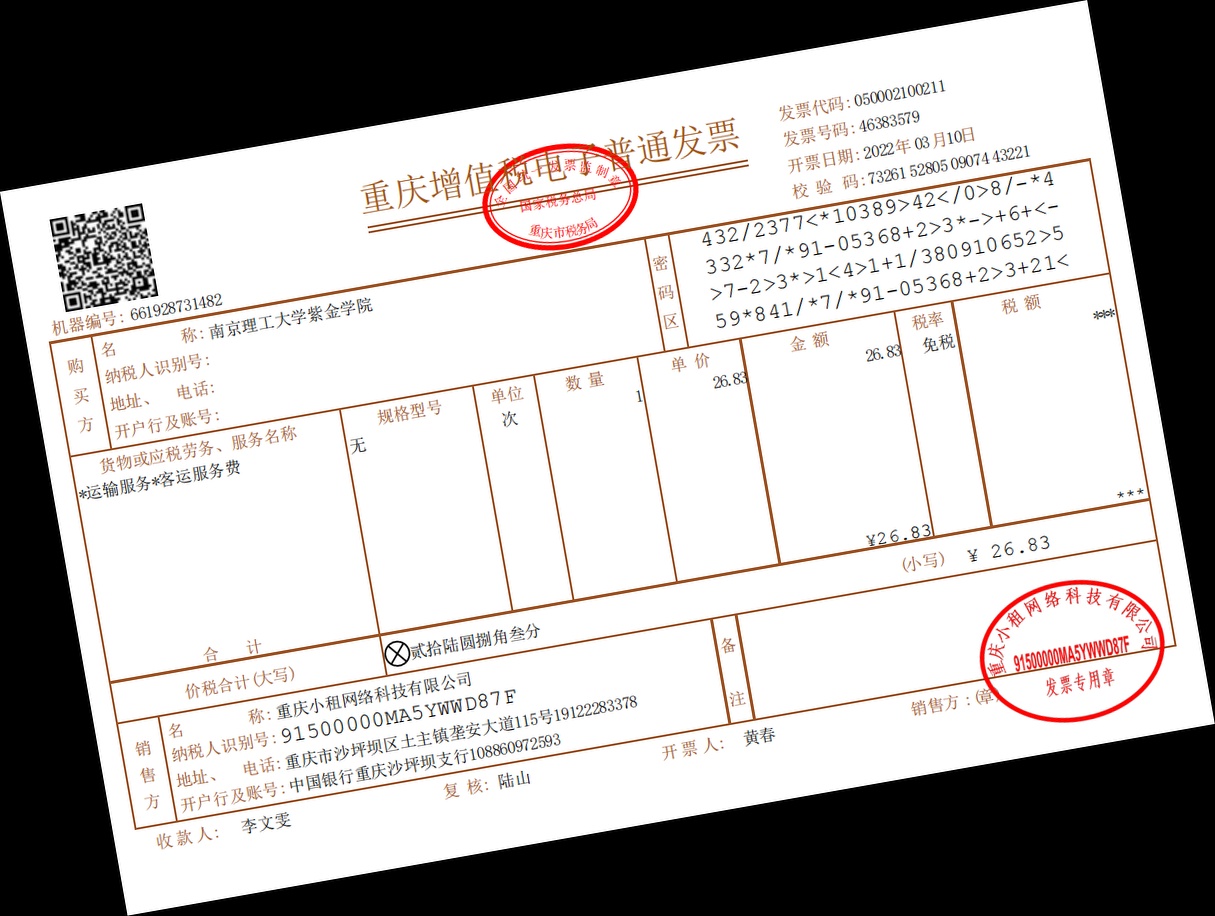 重庆增值税电子普通发票
全国统一发票监制章
国家税务总局
重庆市税务局
发票代码:050002100211
发票号码:46383579
开票日期:2022年 03月10日
校 验 码:73261 52805 09074 43221
机器编号:661928731482
购买方
名 称:南京理工大学紫金学院
纳税人识别号:
地址、 电话:
开户行及账号:
密码区
432/2377<*10389>42</0>8/-*4
332*7/*91-05368+2>3*->+6+<-
>7-2>3*>1<4>1+1/380910652>5
59*841/*7/*91-05368+2>3+21<
货物或应税劳务、服务名称 规格型号 单位 数 量 单 价 金 额 税率 税 额
*运输服务*客运服务费 无 次 1 26.83 26.83 免税 ***
合 计 ¥26.83 ***
价税合计(大写) ⊗贰拾陆圆捌角叁分 (小写) ¥ 26.83
销售方
名 称:重庆小租网络科技有限公司
纳税人识别号:91500000MA5YWWD87F
地址、 电话:重庆市沙坪坝区土主镇垄安大道115号19122283378
开户行及账号:中国银行重庆沙坪坝支行108860972593
备注
收 款 人: 李文雯 复 核: 陆山 开 票 人: 黄春 销售方:(章)
重庆小租网络科技有限公司
91500000MA5YWWD87F
发票专用章